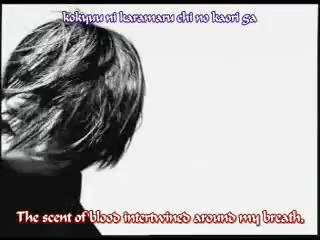 kokyuu ni karamaru chi no kaori ga
The scent of blood intertwined around my breath.